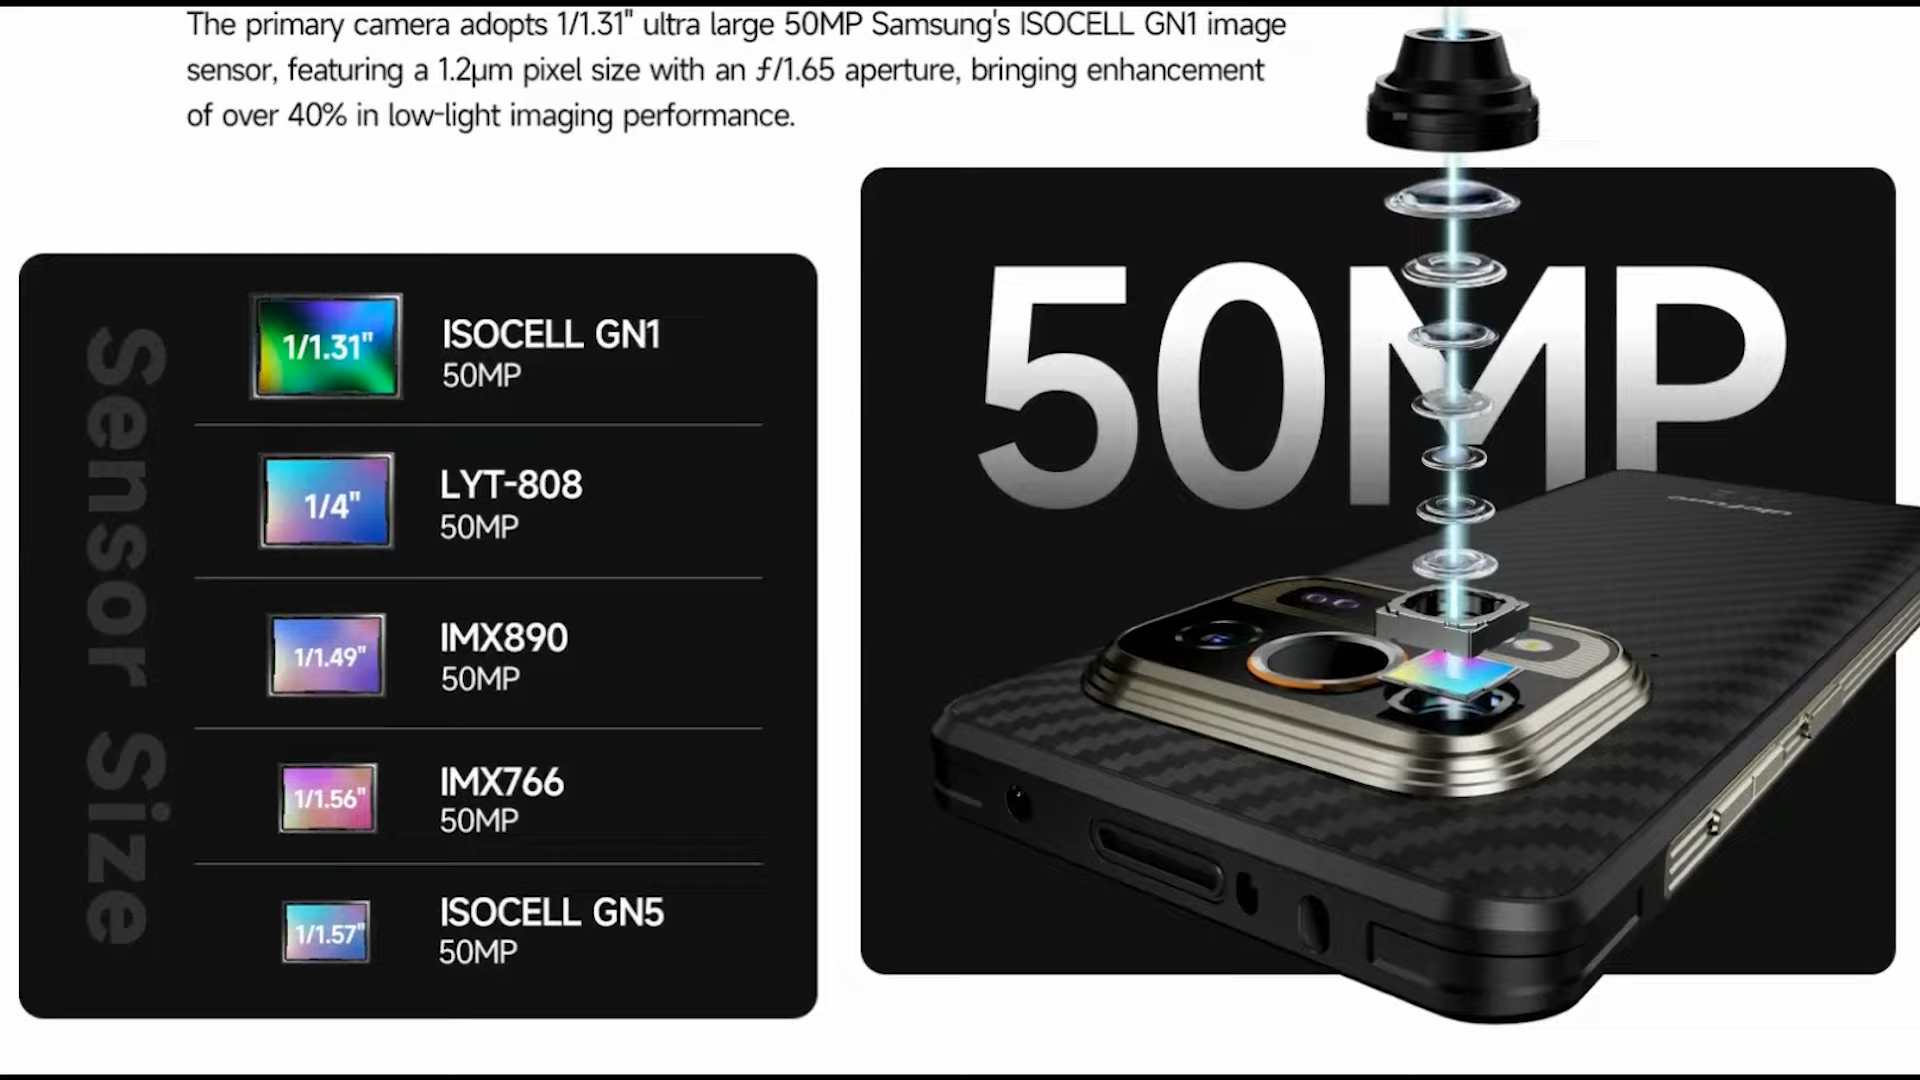 The primary camera adopts 1/1.31" ultra large 50MP Samsung's ISOCELL GN1 image
sensor, featuring a 1.2µm pixel size with an ƒ/1.65 aperture, bringing enhancement
of over 40% in low-light imaging performance.
Sensor Size
1/1.31"
ISOCELL GN1
50MP
1/4"
LYT-808
50MP
1/1.49"
IMX890
50MP
1/1.56"
IMX766
50MP
1/1.57"
ISOCELL GN5
50MP
50MP
ulefone